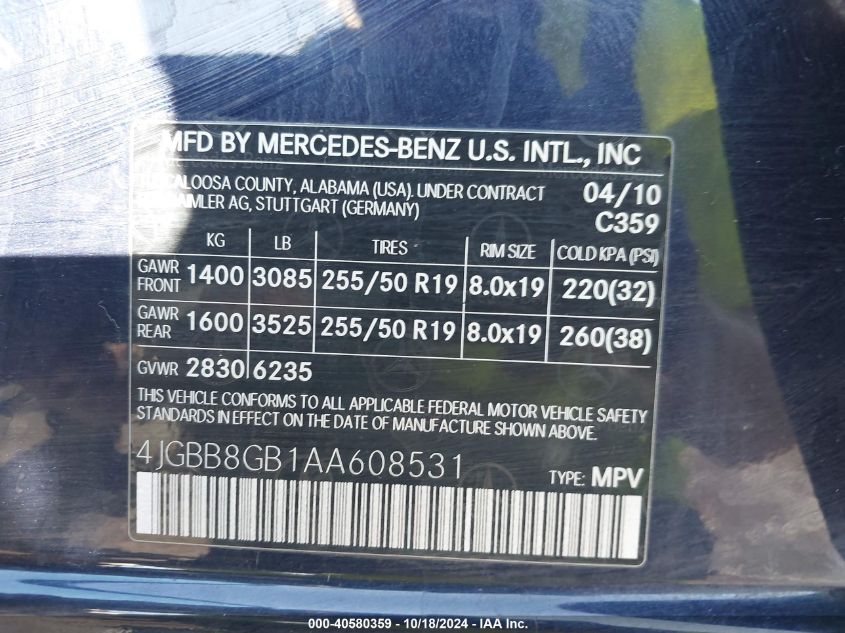 MFD BY MERCEDES-BENZ U.S. INTL., INC
COUNTY, ALABAMA (USA). UNDER CONTRACT
AG, STUTTGART (GERMANY)
04/10
C359
KG LB TIRES RIM SIZE COLD KPA (PSI)
GAWR FRONT 1400 3085 255/50 R19 8.0x19 220(32)
GAWR REAR 1600 3525 255/50 R19 8.0x19 260(38)
GVWR 2830 6235
THIS VEHICLE CONFORMS TO ALL APPLICABLE FEDERAL MOTOR VEHICLE SAFETY
STANDARDS IN EFFECT ON THE DATE OF MANUFACTURE SHOWN ABOVE.
4JGBB8GB1AA608531
TYPE: MPV
000-40580359 - 10/18/2024 - © IAA Inc.